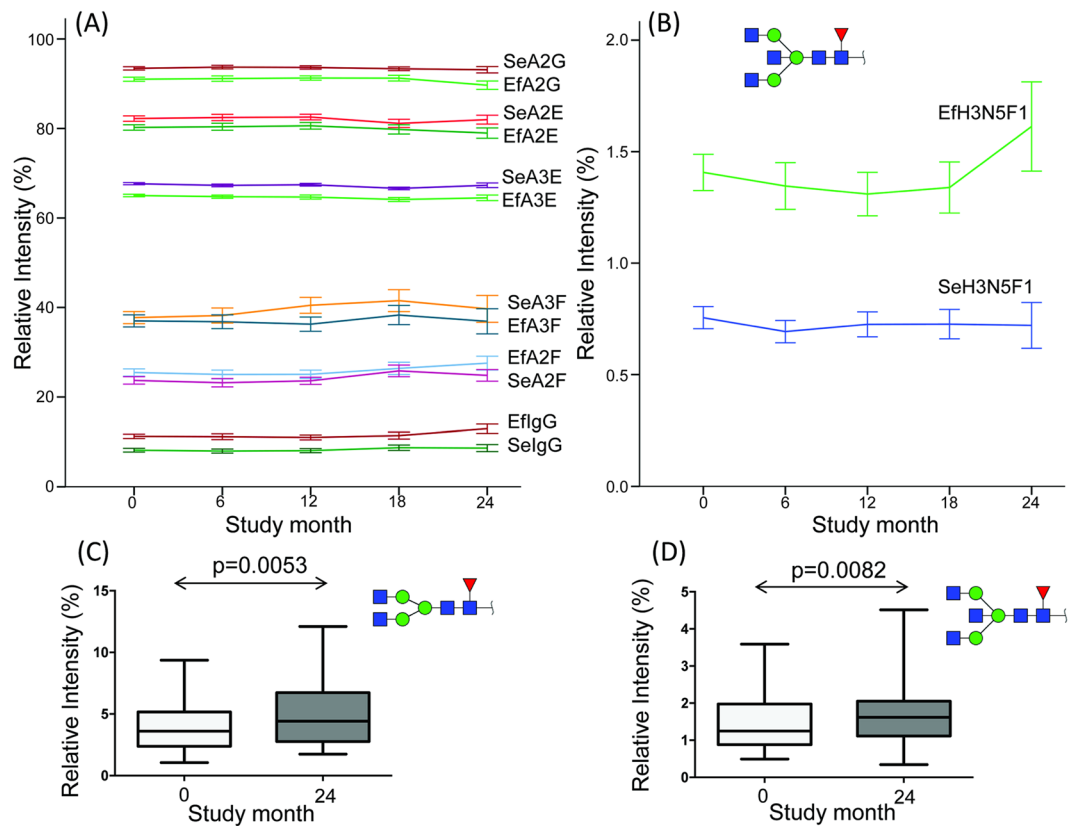 (A)
Relative Intensity (%)
100
80
60
40
20
0
SeA2G
EfA2G
SeA2E
EfA2E
SeA3E
EfA3E
SeA3F
EfA3F
EfA2F
SeA2F
EfIgG
SeIgG
0 6 12 18 24
Study month
(B)
Relative Intensity (%)
2.0
1.5
1.0
0.5
0.0
EfH3N5F1
SeH3N5F1
0 6 12 18 24
Study month
(C)
p=0.0053
Relative Intensity (%)
15
10
5
0
0 24
Study month
(D)
p=0.0082
Relative Intensity (%)
5
4
3
2
1
0
0 24
Study month